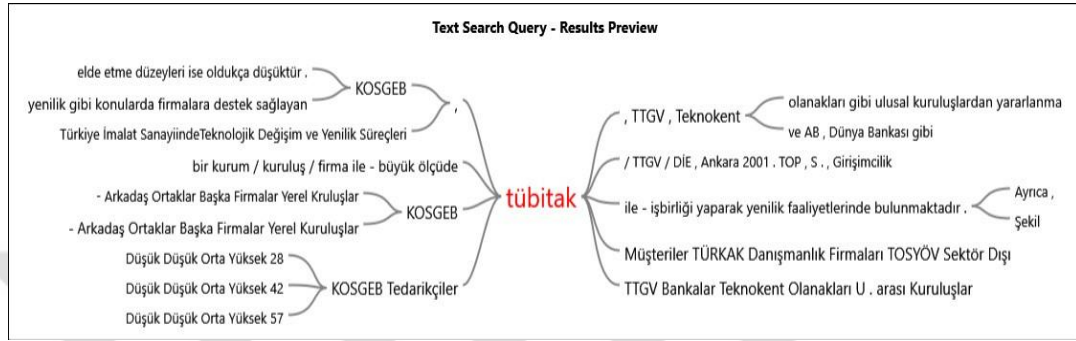 Text Search Query - Results Preview
elde etme düzeyleri ise oldukça düşüktür .
yenilik gibi konularda firmalara destek sağlayan
KOSGEB
Türkiye İmalat SanayiindeTeknolojik Değişim ve Yenilik Süreçleri
,
bir kurum / kuruluş / firma ile - büyük ölçüde
- Arkadaş Ortaklar Başka Firmalar Yerel Kruluşlar
- Arkadaş Ortaklar Başka Firmalar Yerel Kuruluşlar
KOSGEB
Düşük Düşük Orta Yüksek 28
Düşük Düşük Orta Yüksek 42
Düşük Düşük Orta Yüksek 57
KOSGEB Tedarikçiler
tübitak
, TTGV , Teknokent
olanakları gibi ulusal kuruluşlardan yararlanma
ve AB , Dünya Bankası gibi
/ TTGV / DİE , Ankara 2001 . TOP , S . , Girişimcilik
ile - işbirliği yaparak yenilik faaliyetlerinde bulunmaktadır .
Ayrıca ,
Şekil
Müşteriler TÜRKAK Danışmanlık Firmaları TOSYÖV Sektör Dışı
TTGV Bankalar Teknokent Olanakları U . arası Kuruluşlar